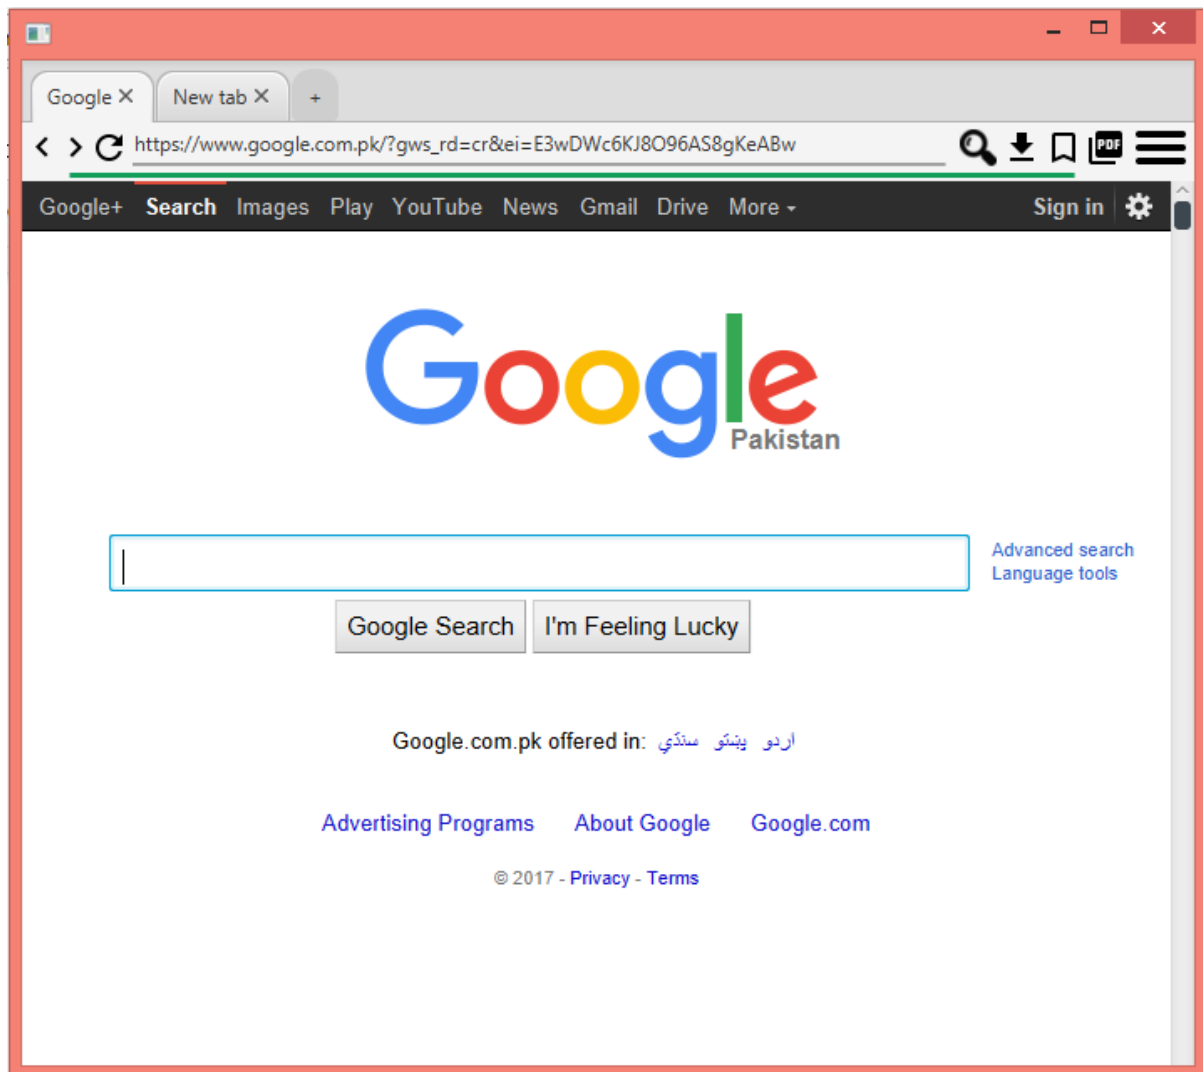 Google New tab +
https://www.google.com.pk/?gws_rd=cr&ei=E3wDWc6KJ8O96AS8gKeABw PDF
Google+ Search Images Play YouTube News Gmail Drive More Sign in
Google
Pakistan
Advanced search
Language tools
Google Search I'm Feeling Lucky
Google.com.pk offered in: اردو پښتو سنڌي
Advertising Programs About Google Google.com
© 2017 - Privacy - Terms